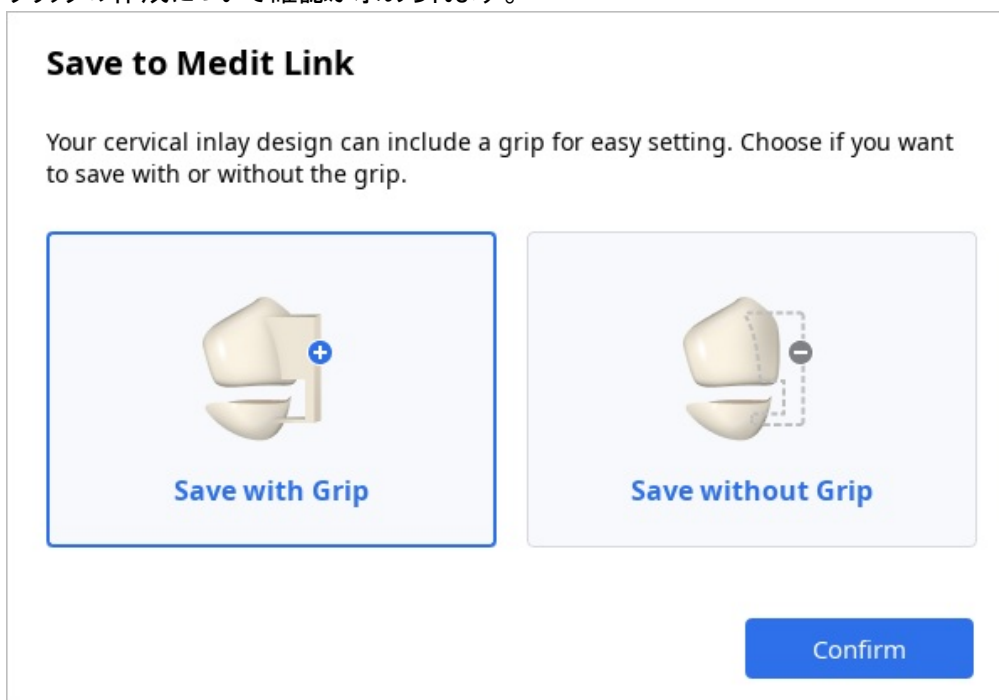 Save to Medit Link
Your cervical inlay design can include a grip for easy setting. Choose if you want
to save with or without the grip.
Save with Grip
Save without Grip
Confirm